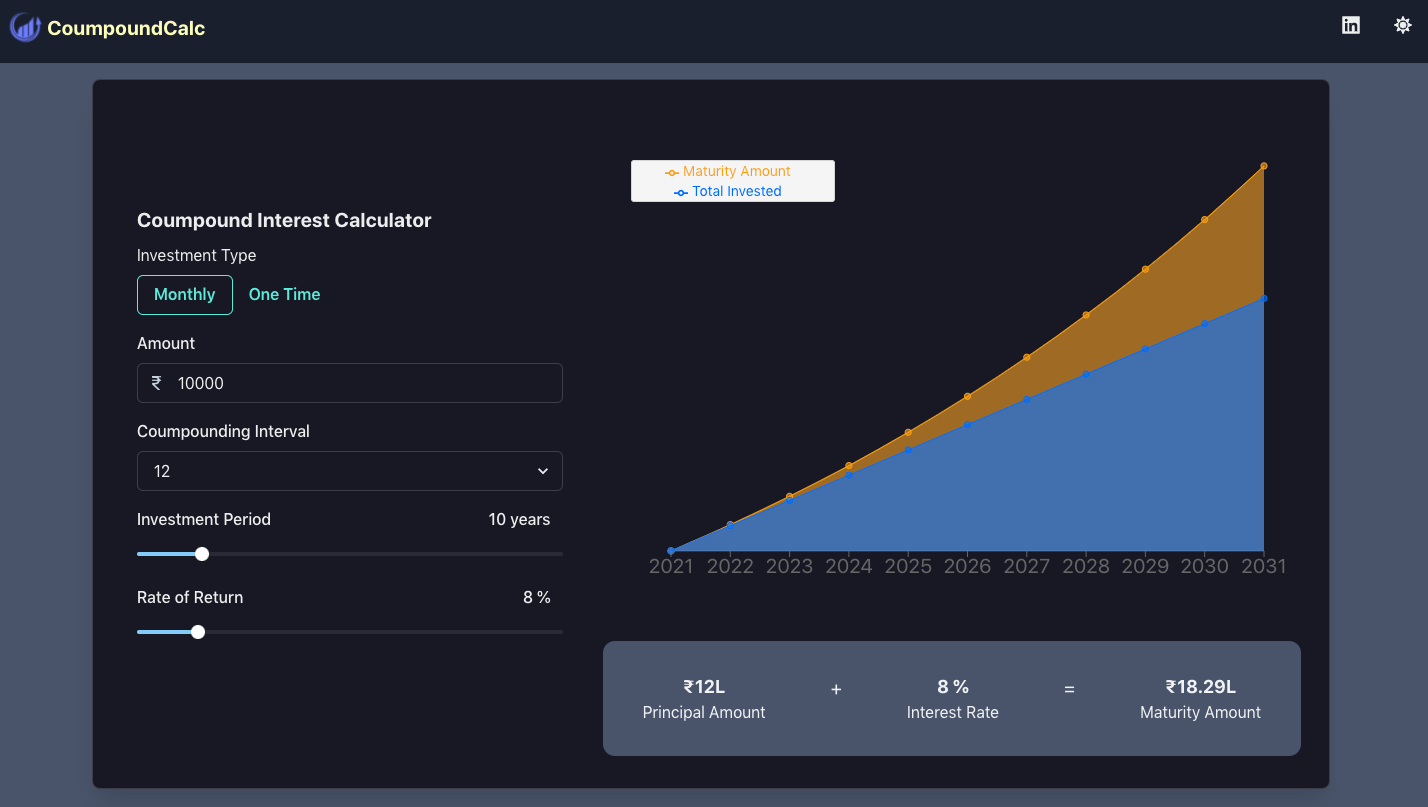 CoumpoundCalc
in
Coumpound Interest Calculator
Investment Type
Monthly One Time
Amount
₹ 10000
Coumpounding Interval
12
Investment Period 10 years
Rate of Return 8 %
Maturity Amount
Total Invested
2021 2022 2023 2024 2025 2026 2027 2028 2029 2030 2031
₹12L + 8 % = ₹18.29L
Principal Amount Interest Rate Maturity Amount